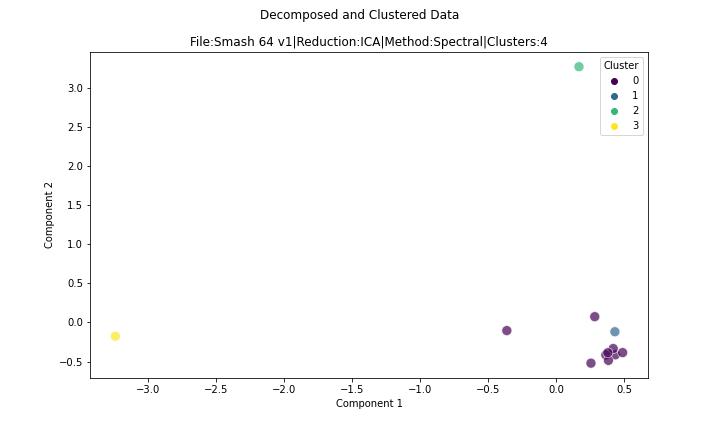 Decomposed and Clustered Data
File:Smash 64 v1|Reduction:ICA|Method:Spectral|Clusters:4
Cluster
0
1
2
3
3.0
2.5
2.0
1.5
1.0
0.5
0.0
−0.5
Component 2
−3.0 −2.5 −2.0 −1.5 −1.0 −0.5 0.0 0.5
Component 1